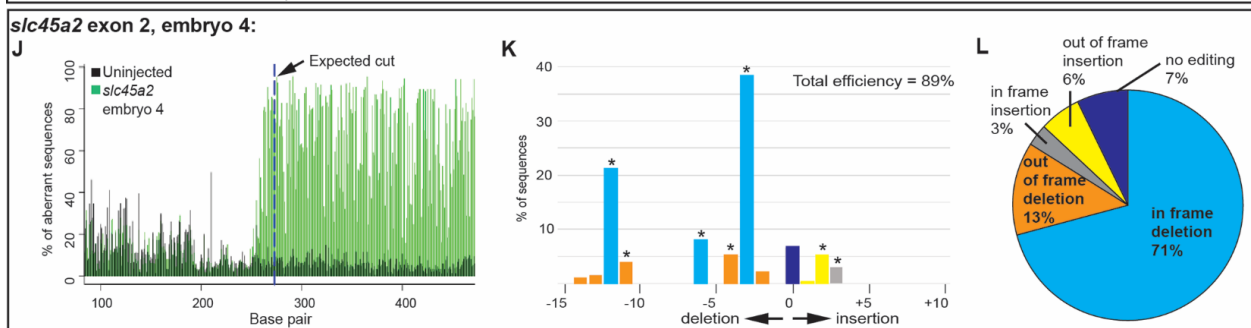 slc45a2 exon 2, embryo 4:
J
% of aberrant sequences
100
80
60
40
20
0
Uninjected
slc45a2
embryo 4
Expected cut
100
200
300
400
Base pair
K
% of sequences
40
30
20
10
Total efficiency = 89%
* * * * * * *
-15
-10
-5
0
+5
+10
deletion
insertion
L
out of frame
insertion
6%
no editing
7%
in frame
insertion
3%
out
of frame
deletion
13%
in frame
deletion
71%